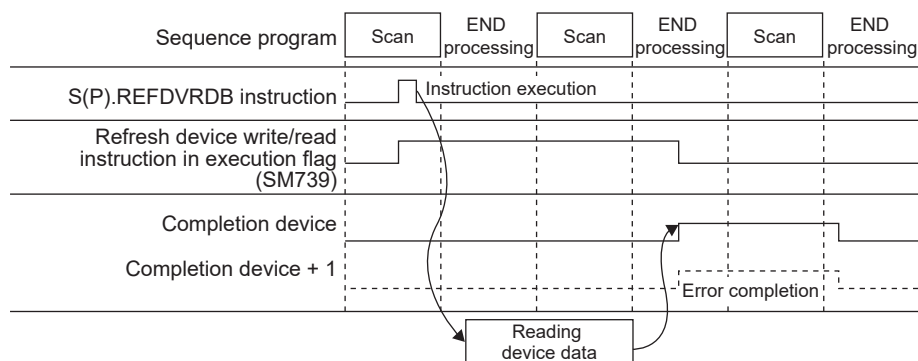 Sequence program
Scan
END
processing
Scan
END
processing
Scan
END
processing
S(P).REFDVRDB instruction
Instruction execution
Refresh device write/read
instruction in execution flag
(SM739)
Completion device
Completion device + 1
Error completion
Reading
device data